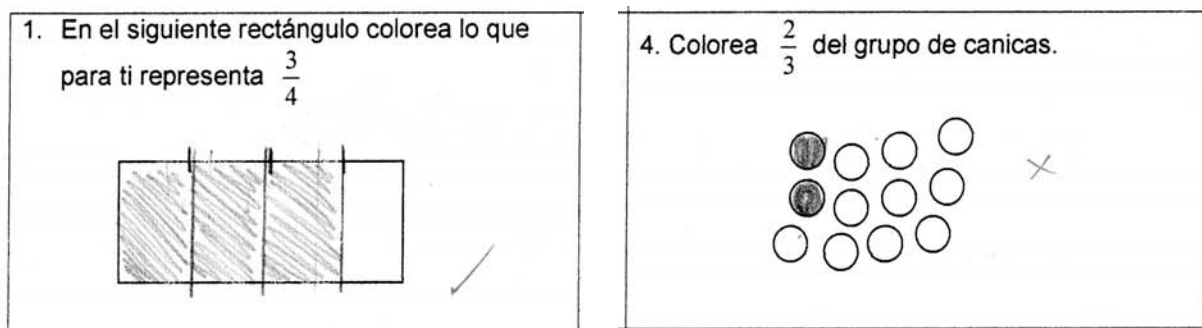 1. En el siguiente rectángulo colorea lo que
para ti representa 3/4
4. Colorea 2/3 del grupo de canicas.